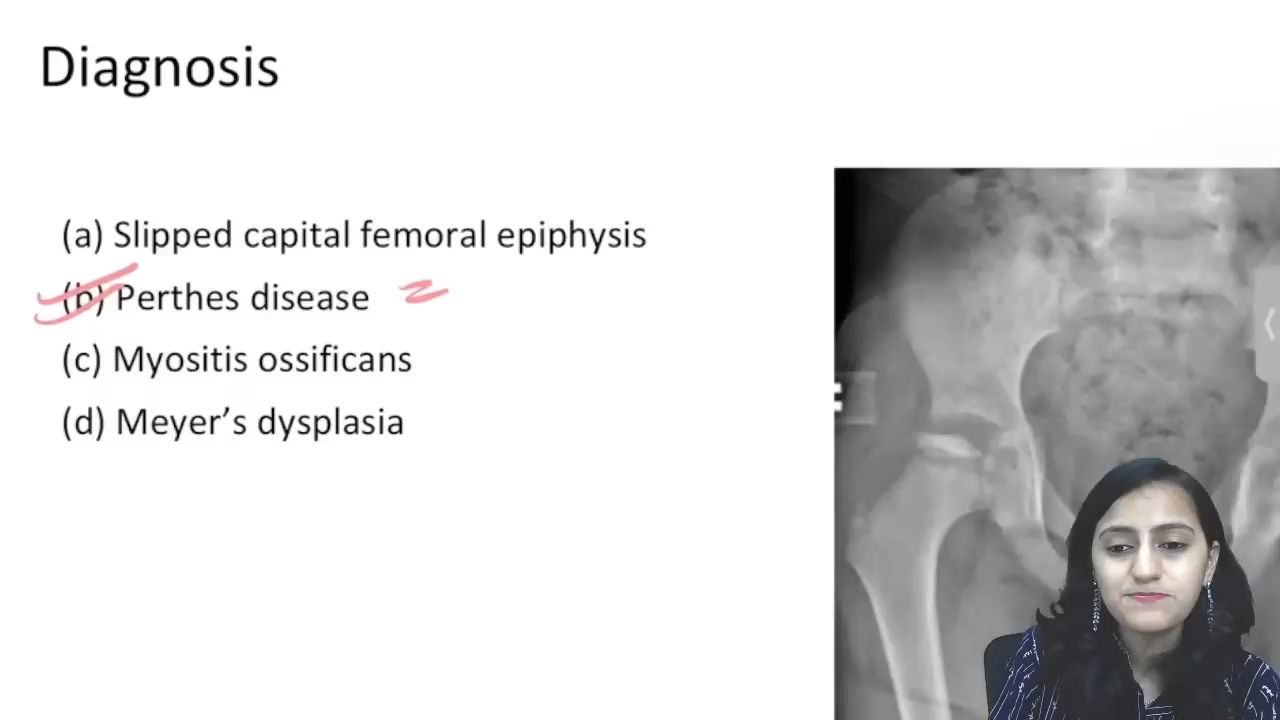 Diagnosis
(a) Slipped capital femoral epiphysis
(b) Perthes disease
(c) Myositis ossificans
(d) Meyer’s dysplasia